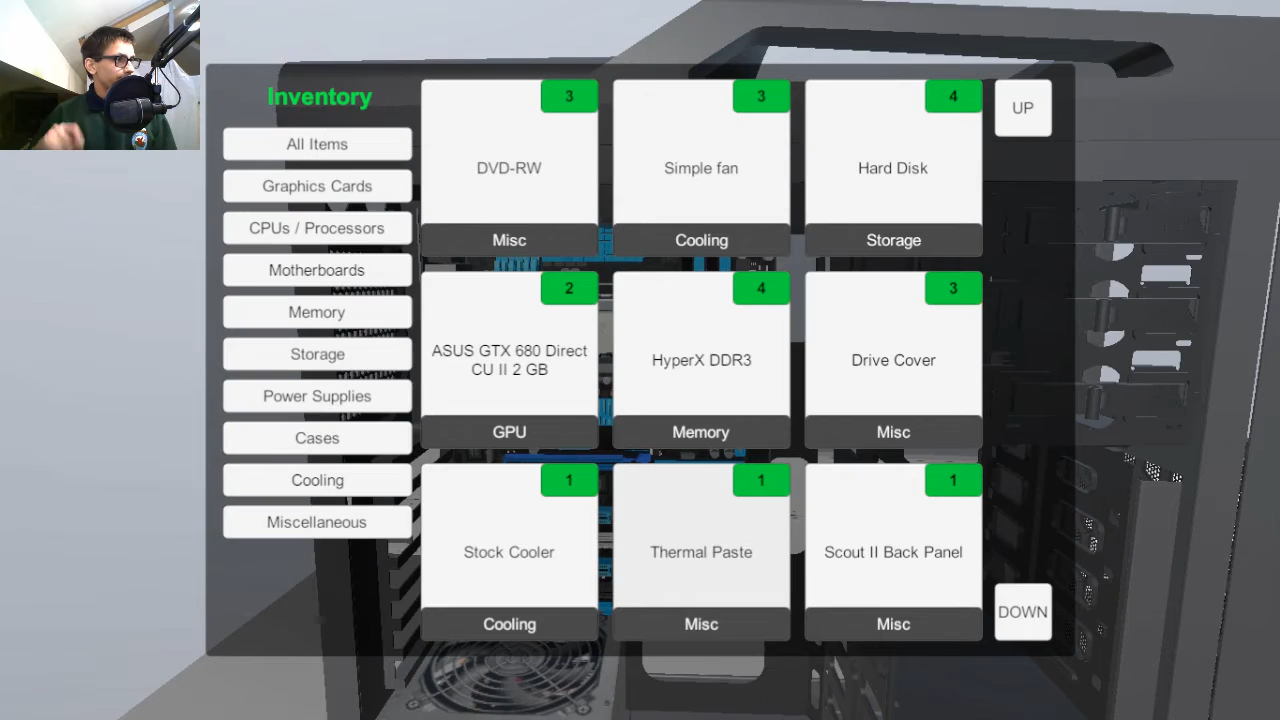 Inventory
All Items
Graphics Cards
CPUs / Processors
Motherboards
Memory
Storage
Power Supplies
Cases
Cooling
Miscellaneous
3
DVD-RW
Misc
3
Simple fan
Cooling
4
Hard Disk
Storage
2
ASUS GTX 680 Direct
CU II 2 GB
GPU
4
HyperX DDR3
Memory
3
Drive Cover
Misc
1
Stock Cooler
Cooling
1
Thermal Paste
Misc
1
Scout II Back Panel
Misc
UP
DOWN